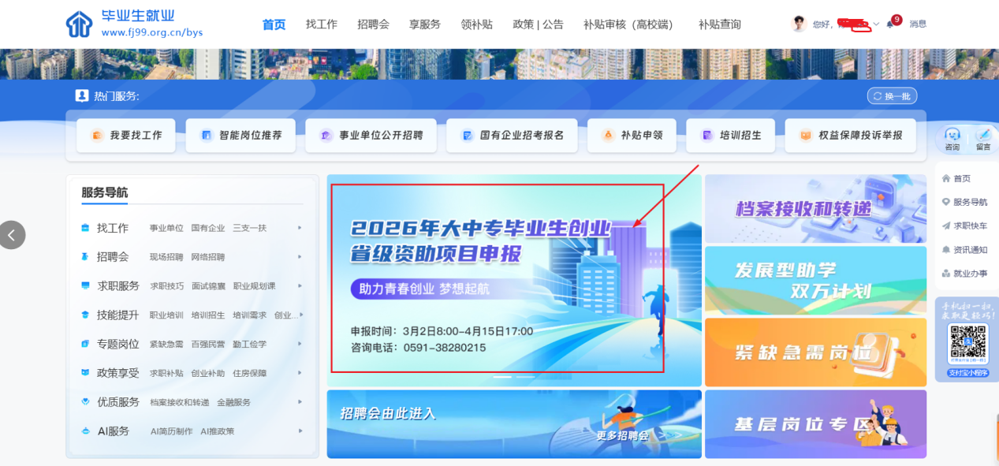 毕业生就业
www.fj99.org.cn/bys
首页 找工作 招聘会 享服务 领补贴 政策 | 公告 补贴审核（高校端） 补贴查询
您好,
9
消息
热门服务:
换一批
我要找工作 智能岗位推荐 事业单位公开招聘 国有企业招考报名 补贴申领 培训招生 权益保障投诉举报
咨询 留言
服务导航
找工作 事业单位 国有企业 三支一扶
招聘会 现场招聘 网络招聘
求职服务 求职技巧 面试锦囊 职业规划课
技能提升 职业培训 培训招生 培训需求 创业...
专题岗位 紧缺急需 百强民营 勤工俭学
政策享受 求职补贴 创业补助 住房保障
优质服务 档案接收和转递 金融服务
AI服务 AI简历制作 AI推政策
2026年大中专毕业生创业
省级资助项目申报
助力青春创业 梦想起航
申报时间：3月2日8:00-4月15日17:00
咨询电话：0591-38280215
招聘会由此进入
更多招聘会 >>>
档案接收和转递
发展型助学
双万计划
紧缺急需岗位
基层岗位专区
首页
服务导航
求职快车
资讯通知
就业办事
手机扫一扫,
求职更轻巧!
支付宝小程序